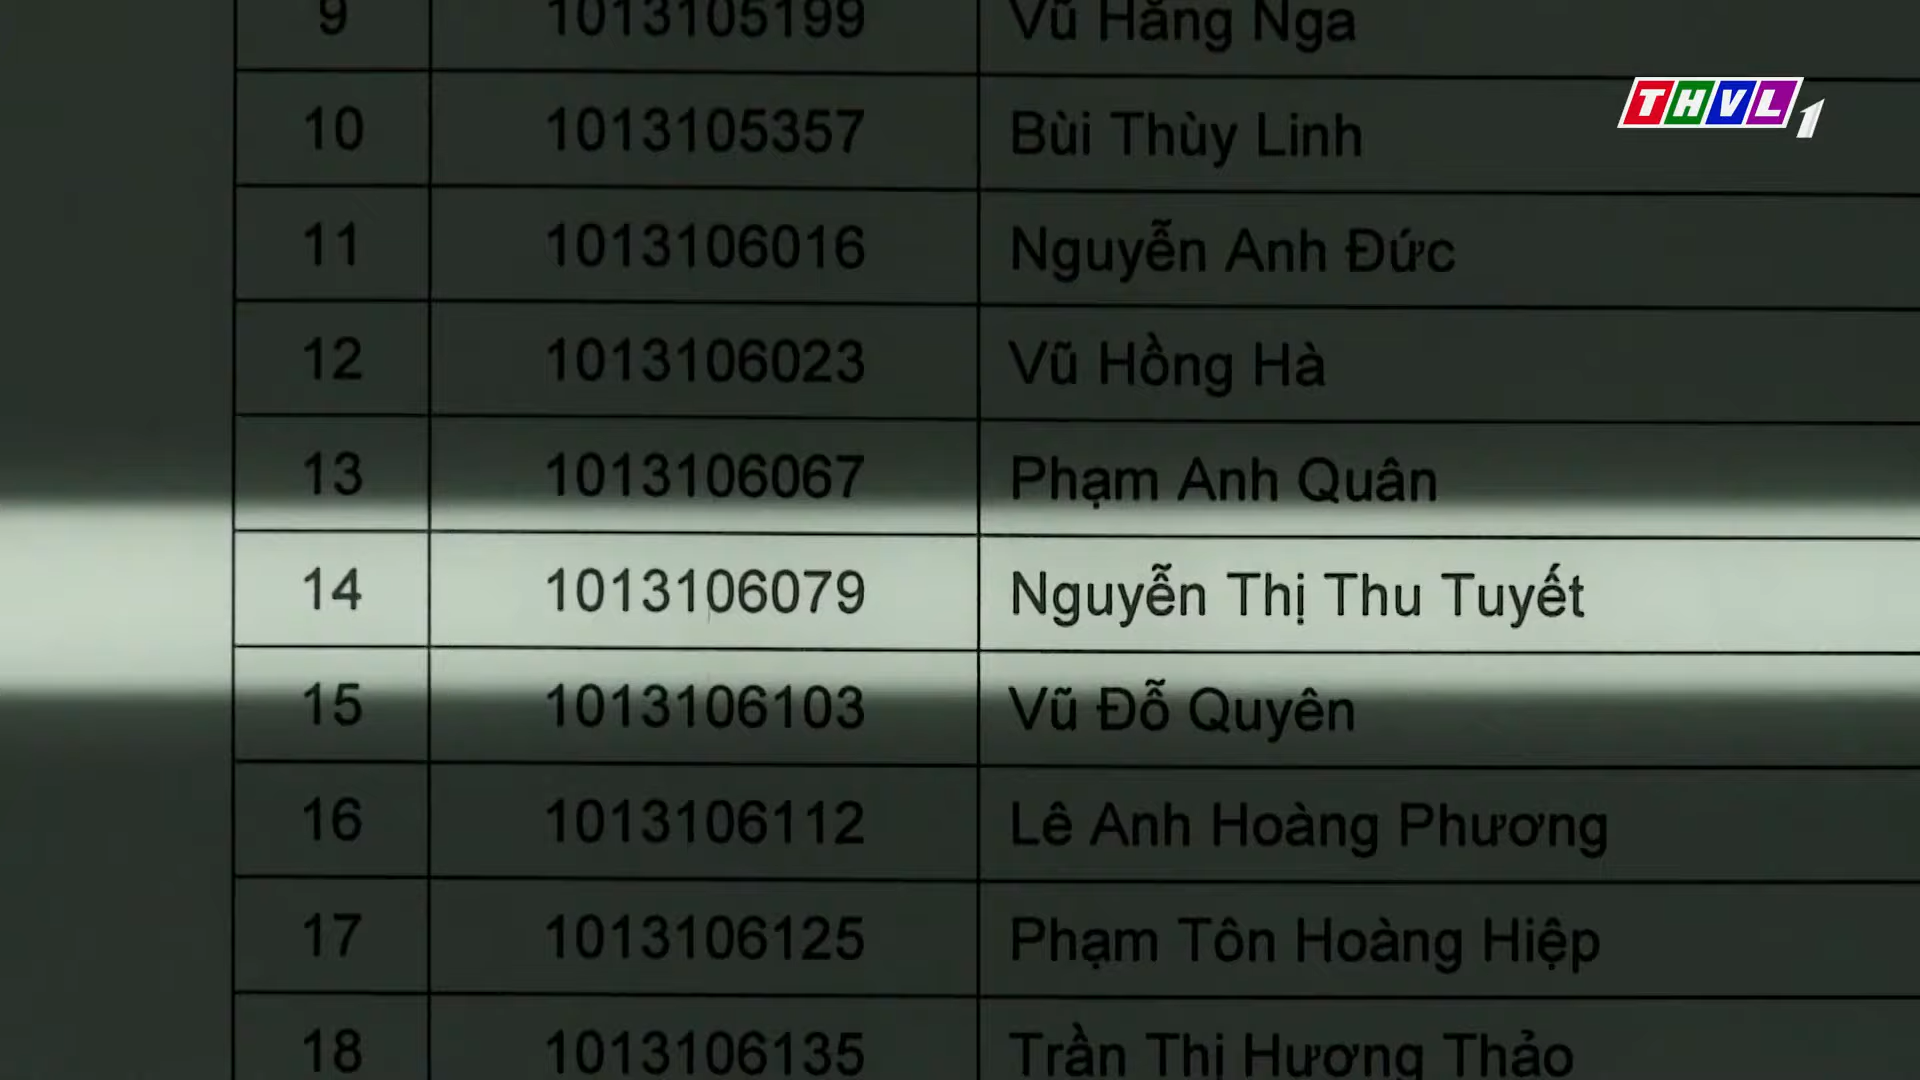 9 1013105199 Vũ Hằng Nga
THVL1
10 1013105357 Bùi Thùy Linh
11 1013106016 Nguyễn Anh Đức
12 1013106023 Vũ Hồng Hà
13 1013106067 Phạm Anh Quân
14 1013106079 Nguyễn Thị Thu Tuyết
15 1013106103 Vũ Đỗ Quyên
16 1013106112 Lê Anh Hoàng Phương
17 1013106125 Phạm Tôn Hoàng Hiệp
18 1013106135 Trần Thị Hương Thảo